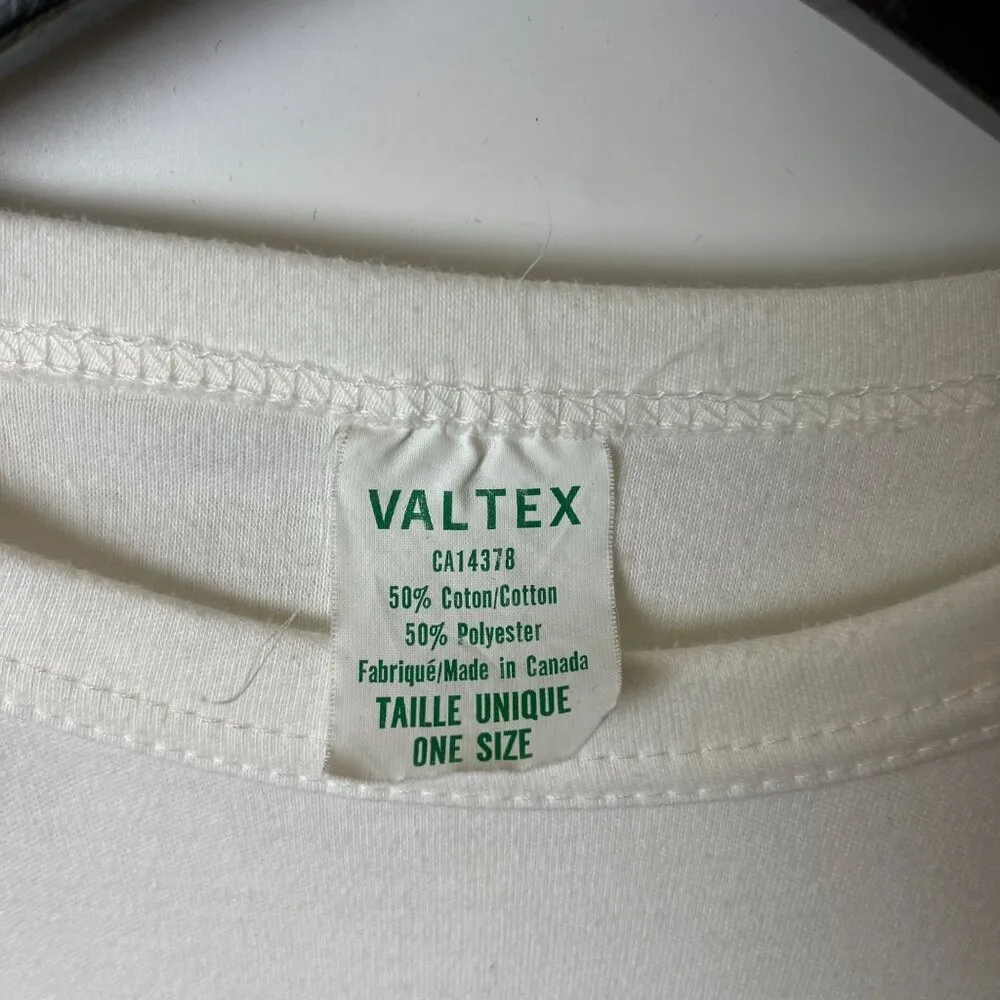 VALTEX
CA14378
50% Coton/Cotton
50% Polyester
Fabriqué/Made in Canada
TAILLE UNIQUE
ONE SIZE